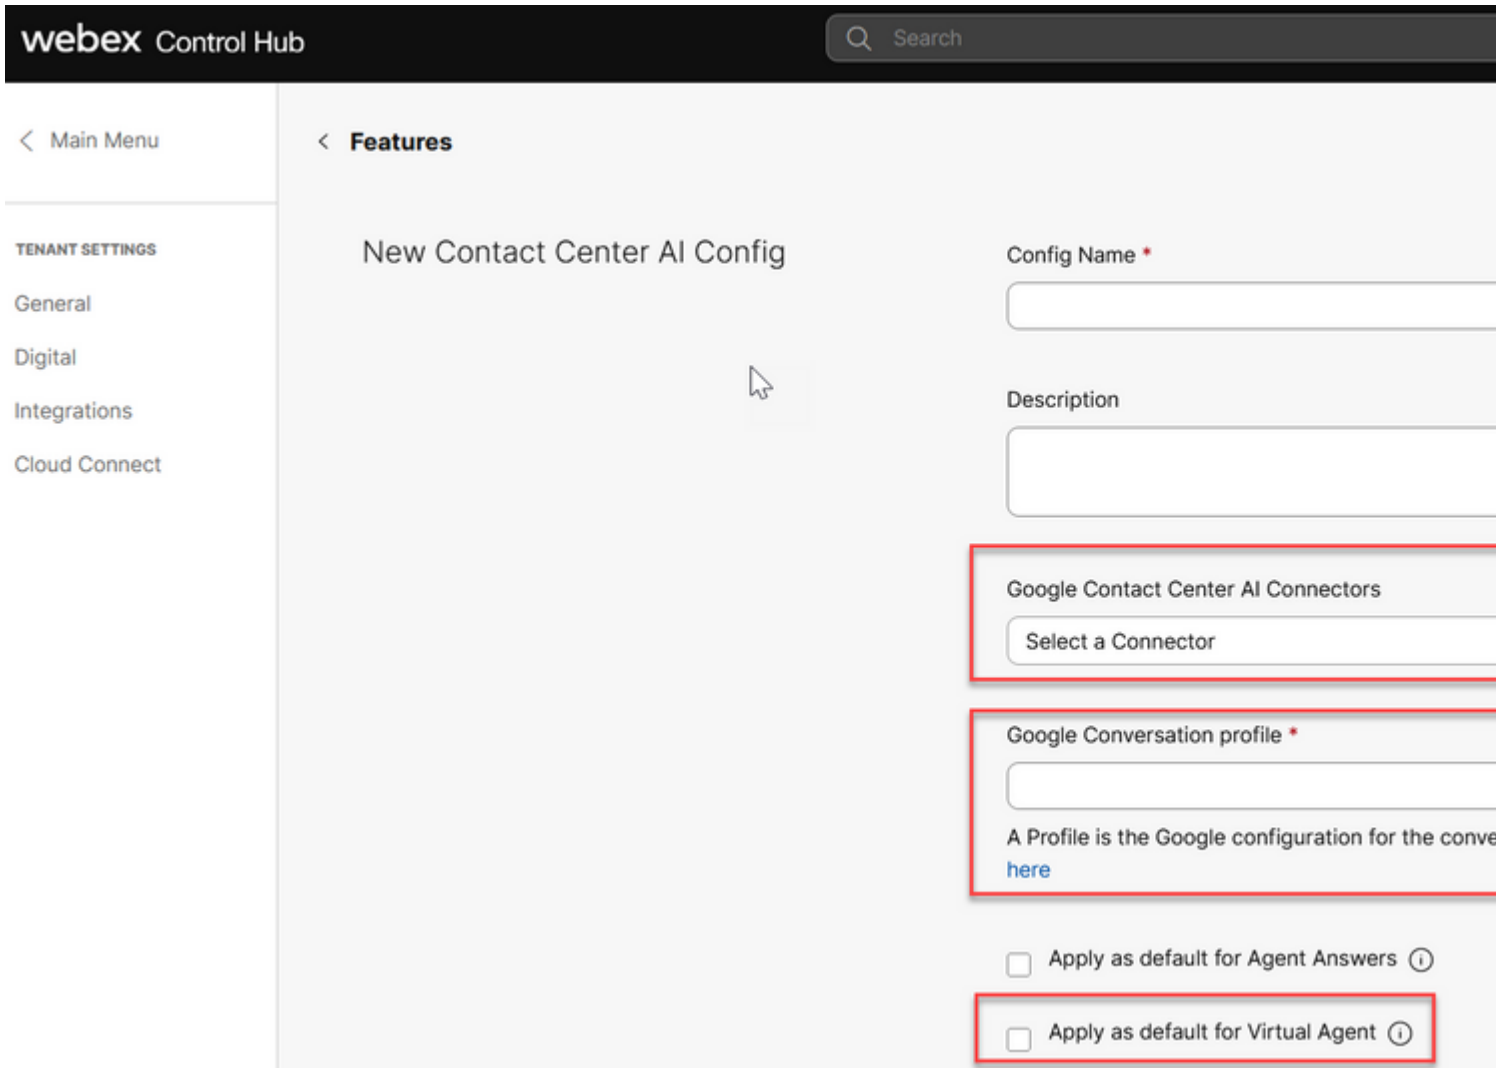 webex Control Hub
Search
Main Menu
Features
TENANT SETTINGS
General
Digital
Integrations
Cloud Connect
New Contact Center AI Config
Config Name *
Description
Google Contact Center AI Connectors
Select a Connector
Google Conversation profile *
A Profile is the Google configuration for the conve
here
Apply as default for Agent Answers
Apply as default for Virtual Agent